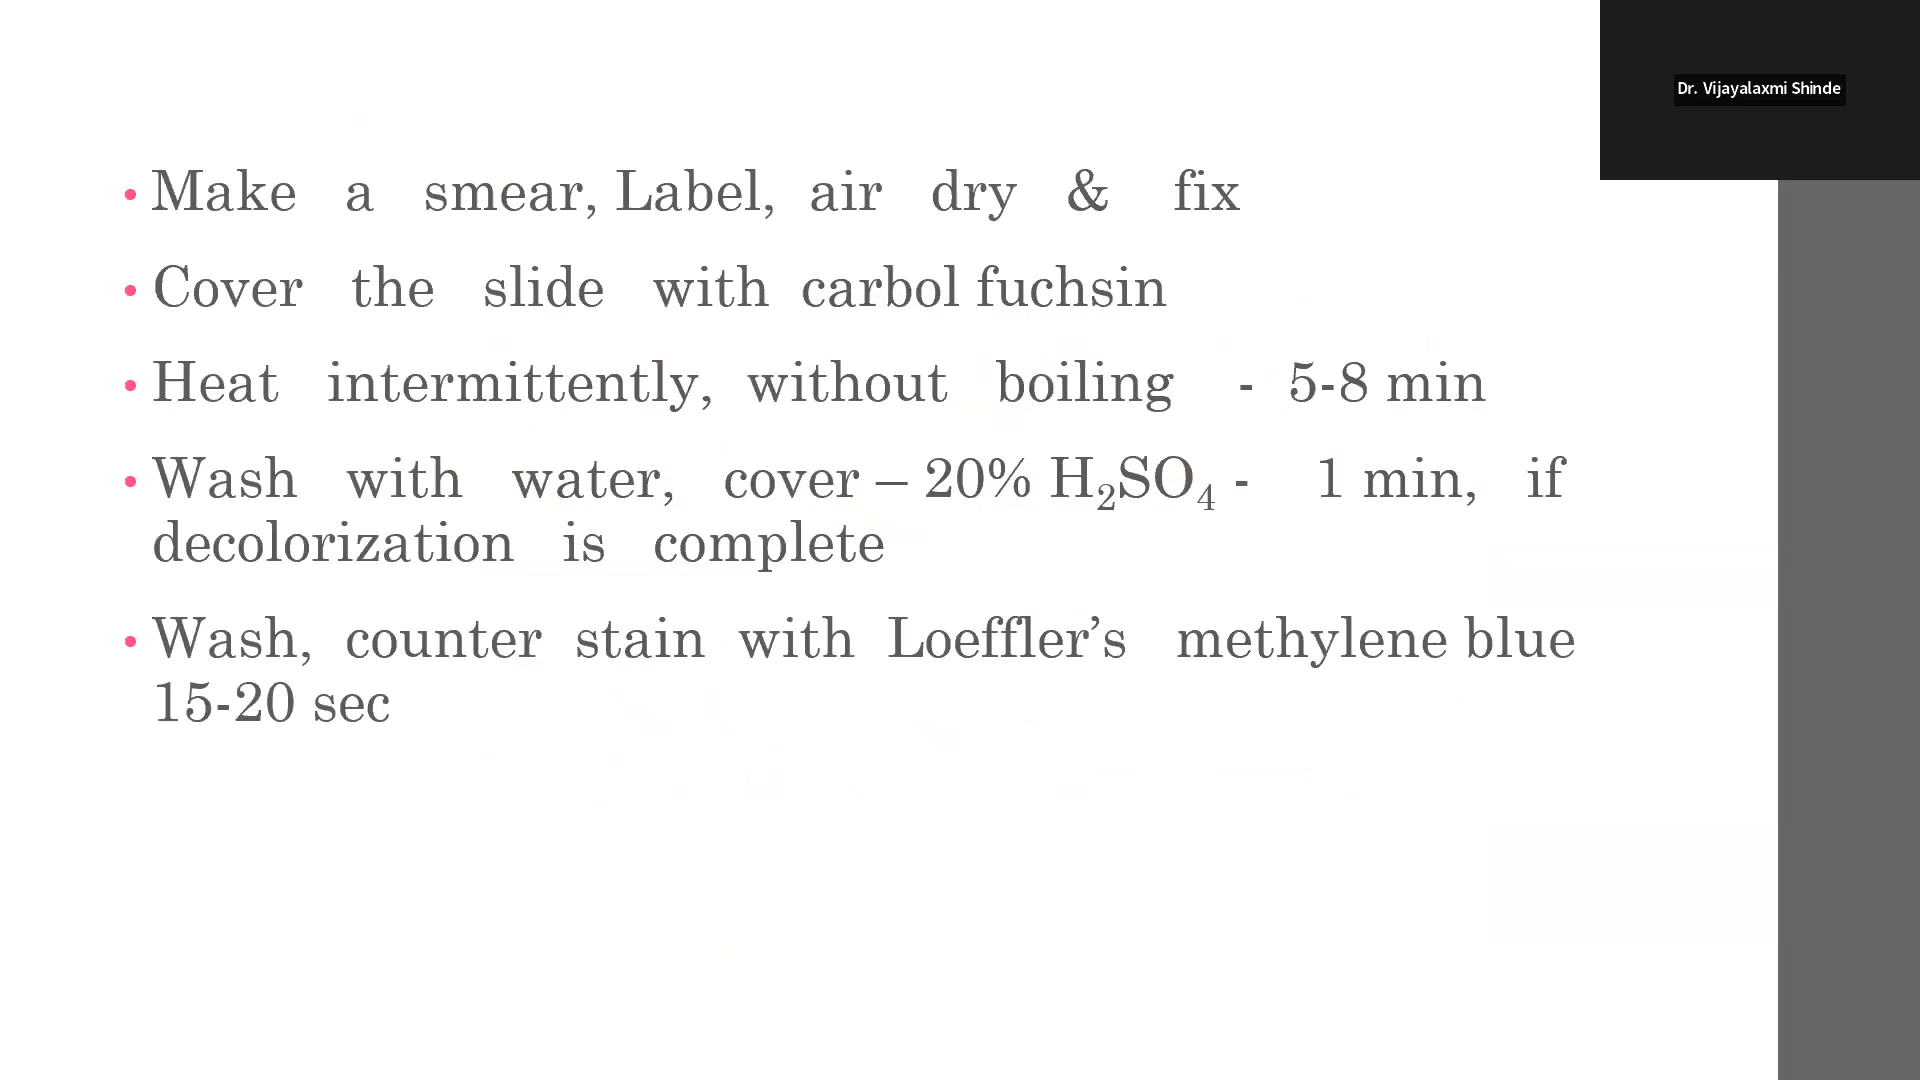 Dr. Vijayalaxmi Shinde
• Make a smear, Label, air dry & fix
• Cover the slide with carbol fuchsin
• Heat intermittently, without boiling - 5-8 min
• Wash with water, cover – 20% H₂SO₄ - 1 min, if
decolorization is complete
• Wash, counter stain with Loeffler’s methylene blue
15-20 sec